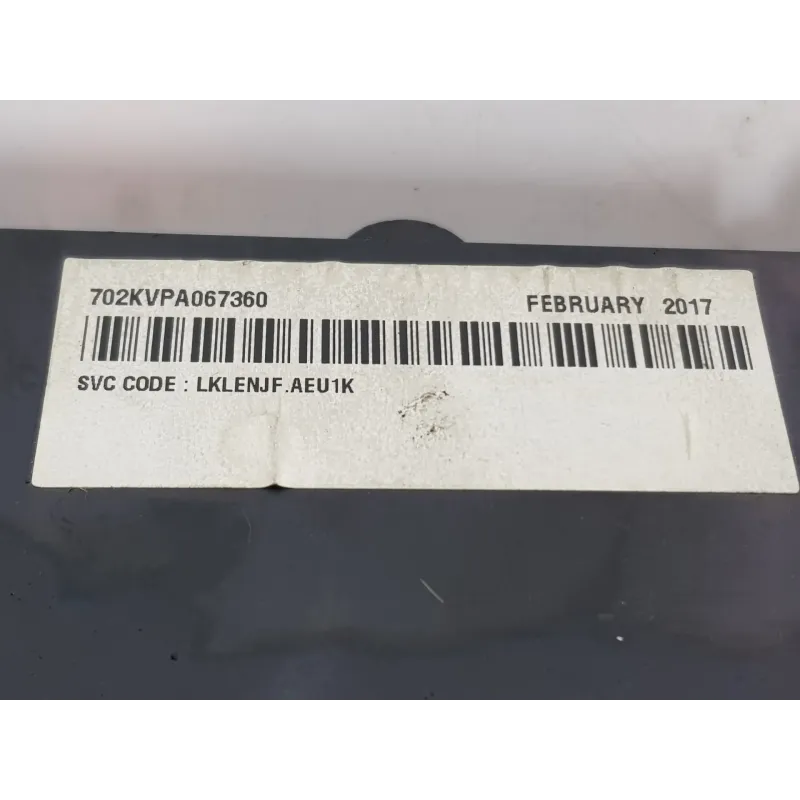 702KVPA067360 FEBRUARY 2017
SVC CODE : LKLENJF.AEU1K